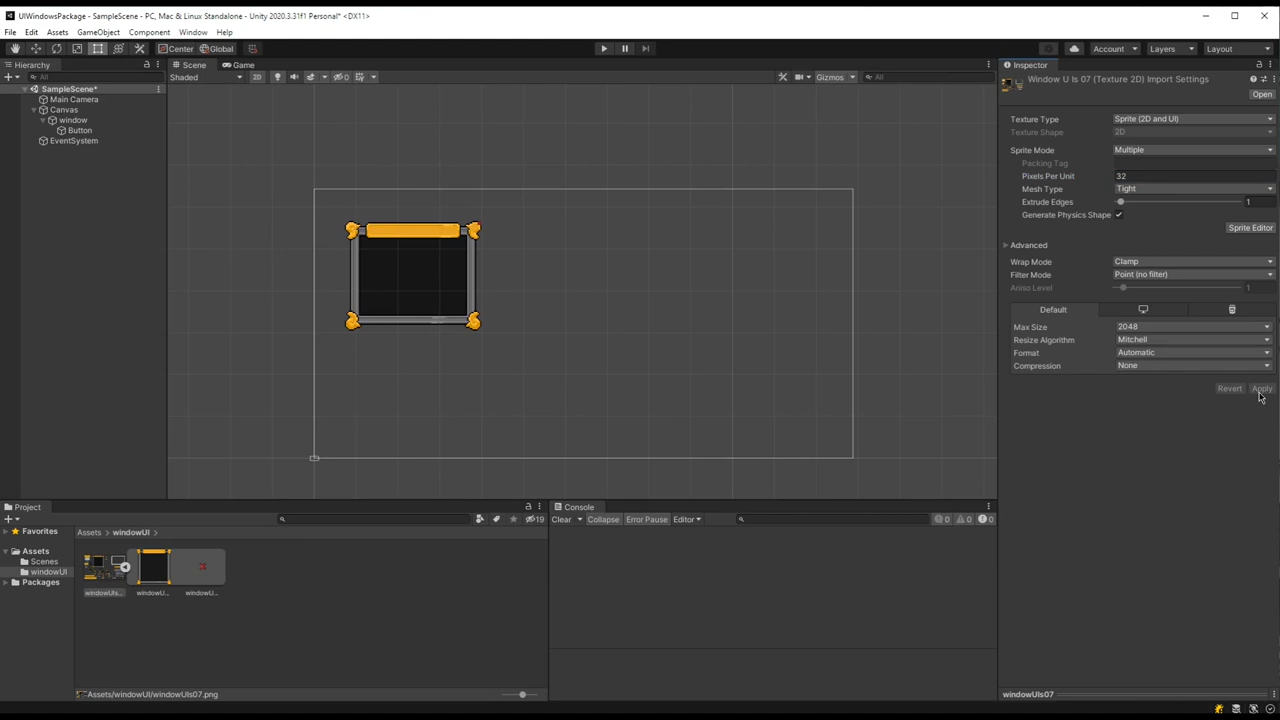 UIWindowsPackage - SampleScene - PC, Mac & Linux Standalone - Unity 2020.3.31f1 Personal* <DX11>
File Edit Assets GameObject Component Window Help
Center Global Account Layers Layout
Hierarchy
All
SampleScene*
Main Camera
Canvas
window
Button
EventSystem
Scene Game
Shaded 2D 0 Gizmos All
Inspector
Window U Is 07 (Texture 2D) Import Settings
Open
Texture Type Sprite (2D and UI)
Texture Shape 2D
Sprite Mode Multiple
Packing Tag
Pixels Per Unit 32
Mesh Type Tight
Extrude Edges 1
Generate Physics Shape
Sprite Editor
Advanced
Wrap Mode Clamp
Filter Mode Point (no filter)
Aniso Level 1
Default
Max Size 2048
Resize Algorithm Mitchell
Format Automatic
Compression None
Revert Apply
Project
19
Favorites
Assets
Scenes
windowUI
Packages
Assets > windowUI >
windowUIs... windowU... windowU...
Assets/windowUI/windowUIs07.png
Console
Clear Collapse Error Pause Editor 0 0 0
windowUIs07